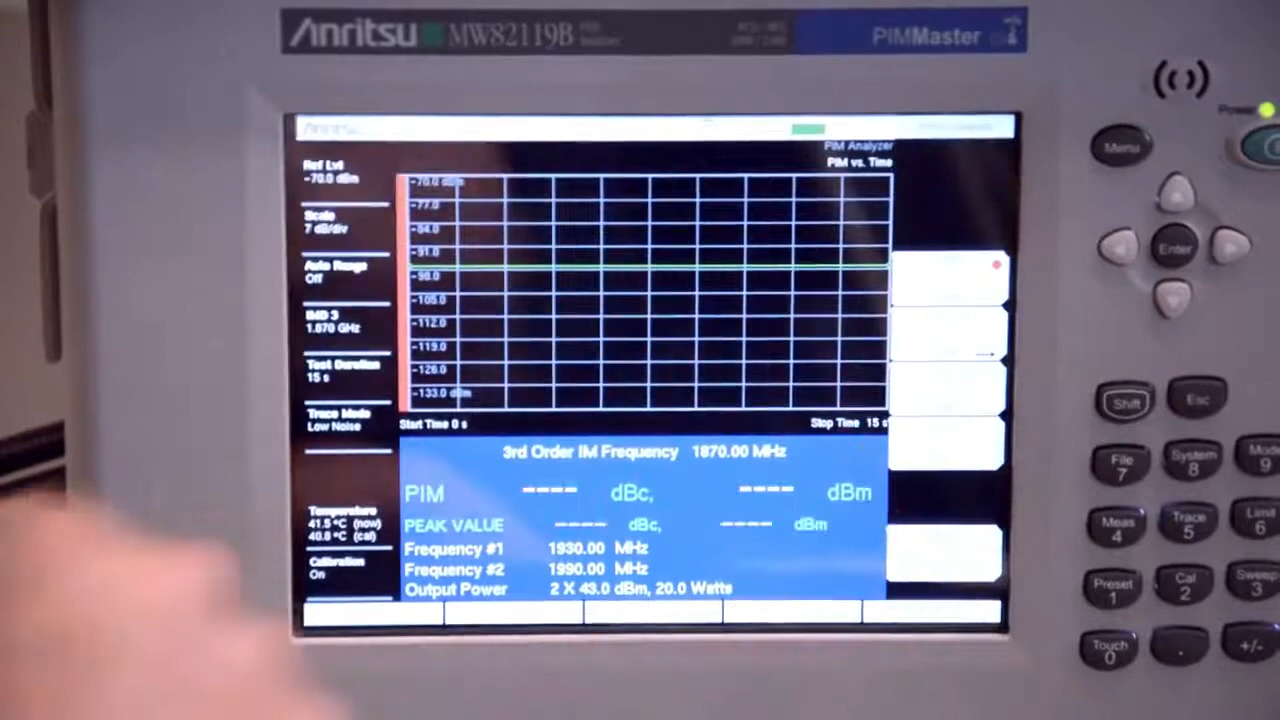 Anritsu MW82119B
PIMMaster
Anritsu
Power
PIM Analyzer
PIM vs. Time
Ref Lvl
-70.0 dBm
Scale
7 dB/div
Auto Range
Off
IMD 3
1.870 GHz
Test Duration
15 s
Trace Mode
Low Noise
Temperature
41.5 °C (now)
40.8 °C (cal)
Calibration
On
-70.0 dBm
-77.0
-84.0
-91.0
-98.0
-105.0
-112.0
-119.0
-126.0
-133.0 dBm
Start Time 0 s
Stop Time 15 s
3rd Order IM Frequency 1870.00 MHz
PIM ---- dBc, ---- dBm
PEAK VALUE ---- dBc, ---- dBm
Frequency #1 1930.00 MHz
Frequency #2 1990.00 MHz
Output Power 2 X 43.0 dBm, 20.0 Watts
Menu
Enter
Shift
Esc
File
7
System
8
Mode
9
Meas
4
Trace
5
Limit
6
Preset
1
Cal
2
Sweep
3
Touch
0
.
+/-